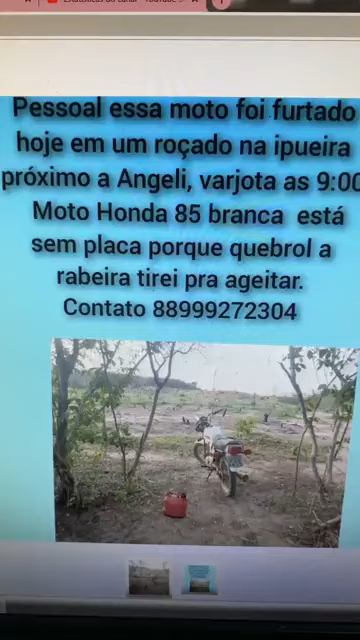 Pessoal essa moto foi furtado
hoje em um roçado na ipueira
próximo a Angeli, varjota as 9:00
Moto Honda 85 branca está
sem placa porque quebrol a
rabeira tirei pra ageitar.
Contato 88999272304